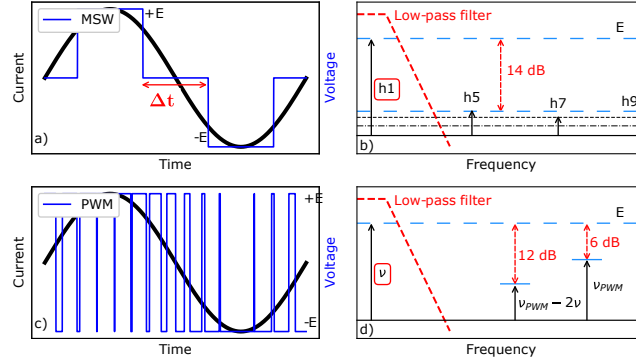 MSW
+E
-E
Δt
a)
Current
Voltage
Time
Low-pass filter
E
14 dB
h1
h5
h7
h9
b)
Frequency
PWM
+E
-E
c)
Current
Voltage
Time
Low-pass filter
E
12 dB
6 dB
ν
ν_PWM − 2ν
ν_PWM
d)
Frequency